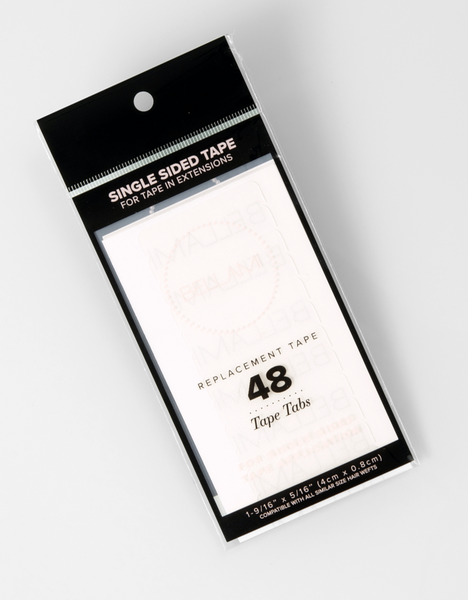 SINGLE SIDED TAPE
FOR TAPE IN EXTENSIONS
REPLACEMENT TAPE
48
Tape Tabs
1-9/16" x 5/16" (4cm x 0.8cm)
COMPATIBLE WITH ALL SIMILAR SIZE HAIR WEFTS